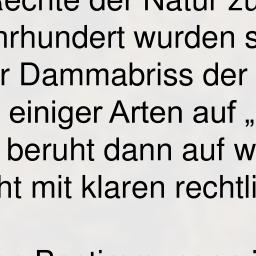 echte der Natur zu
hrhundert wurden s
r Dammabriss der
einiger Arten auf „
beruht dann auf w
ht mit klaren rechtli